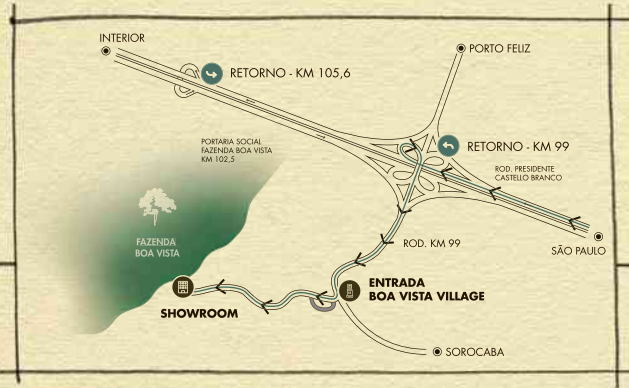 INTERIOR
PORTO FELIZ
RETORNO - KM 105,6
PORTARIA SOCIAL
FAZENDA BOA VISTA
KM 102,5
RETORNO - KM 99
ROD. PRESIDENTE
CASTELLO BRANCO
FAZENDA
BOA VISTA
ROD. KM 99
SÃO PAULO
ENTRADA
BOA VISTA VILLAGE
SHOWROOM
SOROCABA